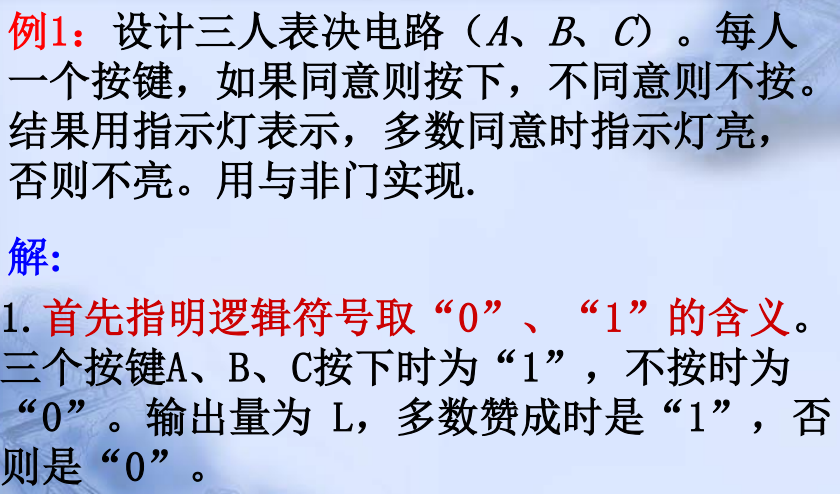 例1：设计三人表决电路（A、B、C）。每人
一个按键，如果同意则按下，不同意则不按。
结果用指示灯表示，多数同意时指示灯亮，
否则不亮。用与非门实现.
解:
1.首先指明逻辑符号取“0”、“1”的含义。
三个按键A、B、C按下时为“1”，不按时为
“0”。输出量为 L，多数赞成时是“1”，否
则是“0”。